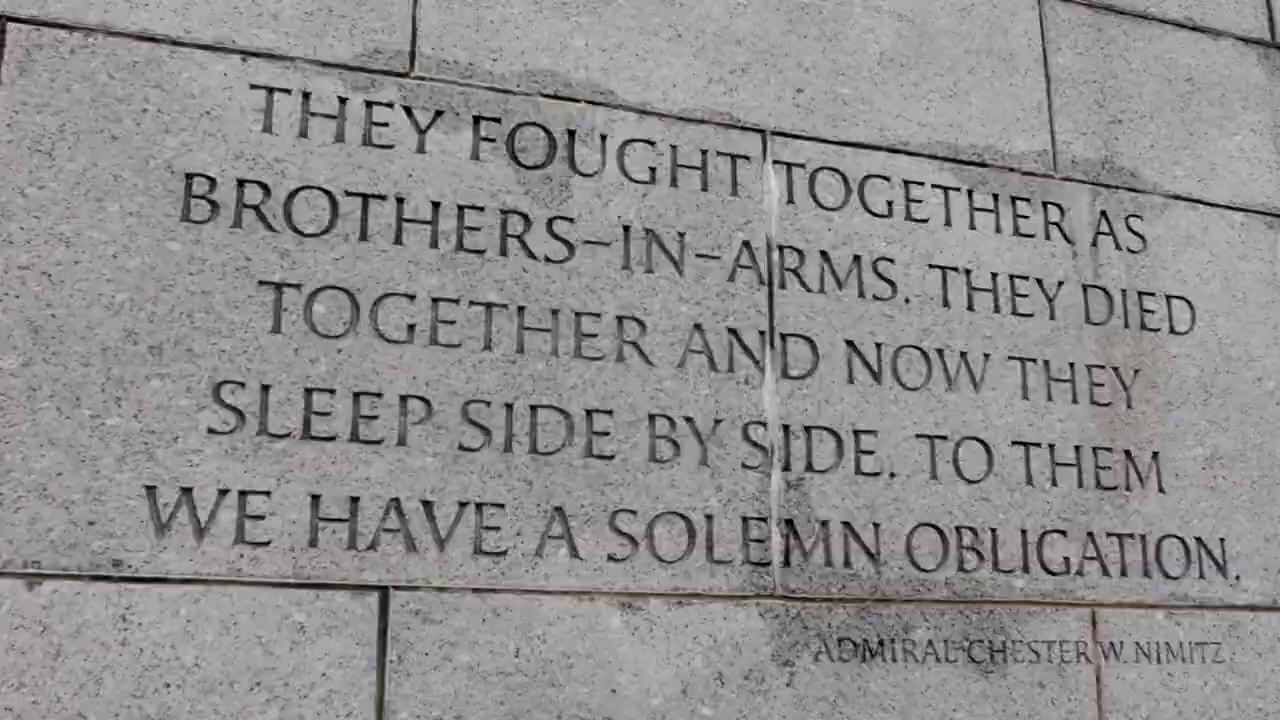 THEY FOUGHT TOGETHER AS
BROTHERS-IN-ARMS. THEY DIED
TOGETHER AND NOW THEY
SLEEP SIDE BY SIDE. TO THEM
WE HAVE A SOLEMN OBLIGATION.
ADMIRAL CHESTER W. NIMITZ